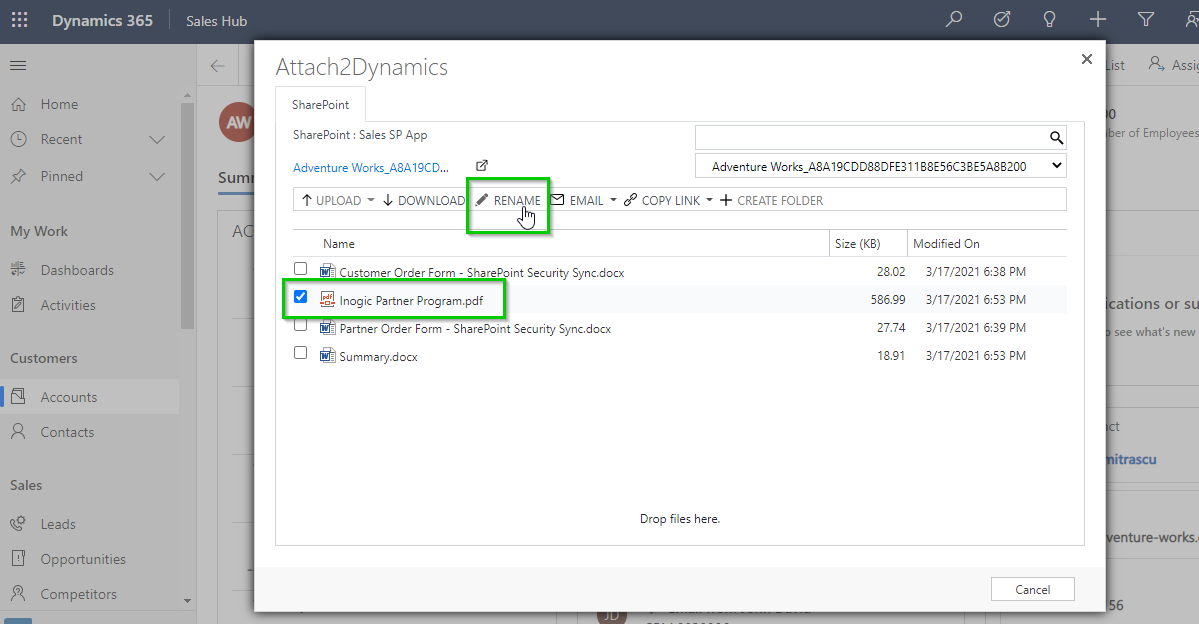 Dynamics 365 Sales Hub
Attach2Dynamics
List
Assig
Home
Recent
Pinned
My Work
Dashboards
Activities
Customers
Accounts
Contacts
Sales
Leads
Opportunities
Competitors
AW
Summ
AC
SharePoint
SharePoint : Sales SP App
Adventure Works_A8A19CD...
Adventure Works_A8A19CDD88DFE311B8E56C3BE5A8B200
UPLOAD DOWNLOAD RENAME EMAIL COPY LINK CREATE FOLDER
Name Size (KB) Modified On
Customer Order Form - SharePoint Security Sync.docx 28.02 3/17/2021 6:38 PM
Inogic Partner Program.pdf 586.99 3/17/2021 6:53 PM
Partner Order Form - SharePoint Security Sync.docx 27.74 3/17/2021 6:39 PM
Summary.docx 18.91 3/17/2021 6:53 PM
Drop files here.
Cancel
ber of Employees
ications or su
o see what's new
act
mitrascu
venture-works.
56
JD